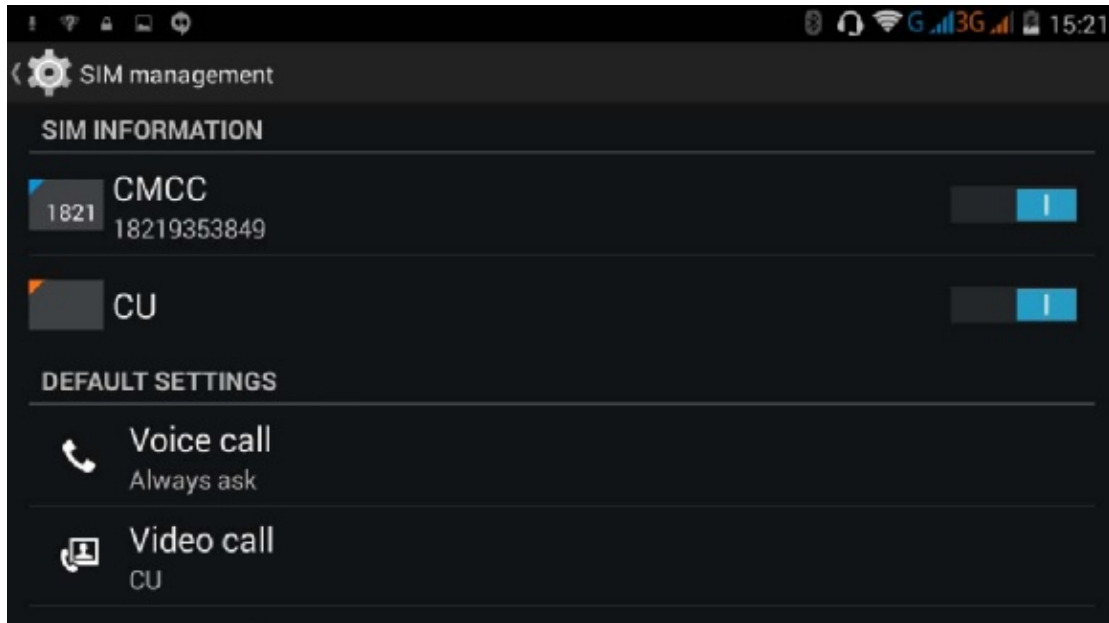 G 3G 15:21
SIM management
SIM INFORMATION
CMCC
1821
18219353849
CU
DEFAULT SETTINGS
Voice call
Always ask
Video call
CU